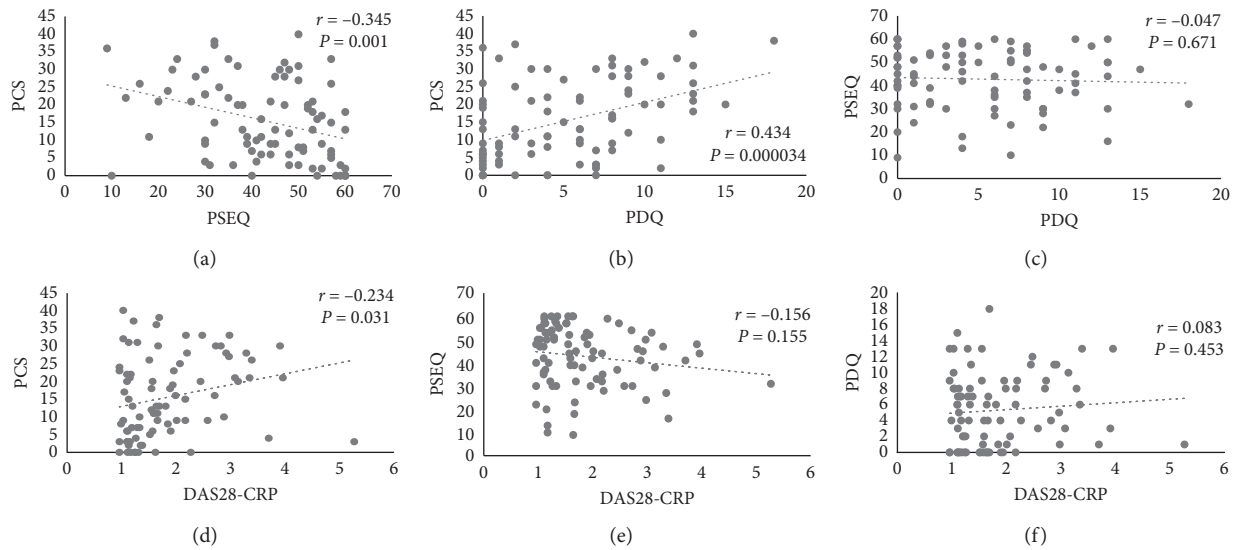 r = –0.345
P = 0.001
PCS
45
40
35
30
25
20
15
10
5
0
0 10 20 30 40 50 60 70
PSEQ
(a)
r = 0.434
P = 0.000034
PCS
45
40
35
30
25
20
15
10
5
0
0 5 10 15 20
PDQ
(b)
r = –0.047
P = 0.671
PSEQ
70
60
50
40
30
20
10
0
0 5 10 15 20
PDQ
(c)
r = –0.234
P = 0.031
PCS
45
40
35
30
25
20
15
10
5
0
0 1 2 3 4 5 6
DAS28-CRP
(d)
r = –0.156
P = 0.155
PSEQ
70
60
50
40
30
20
10
0
0 1 2 3 4 5 6
DAS28-CRP
(e)
r = 0.083
P = 0.453
PDQ
20
18
16
14
12
10
8
6
4
2
0
0 1 2 3 4 5 6
DAS28-CRP
(f)